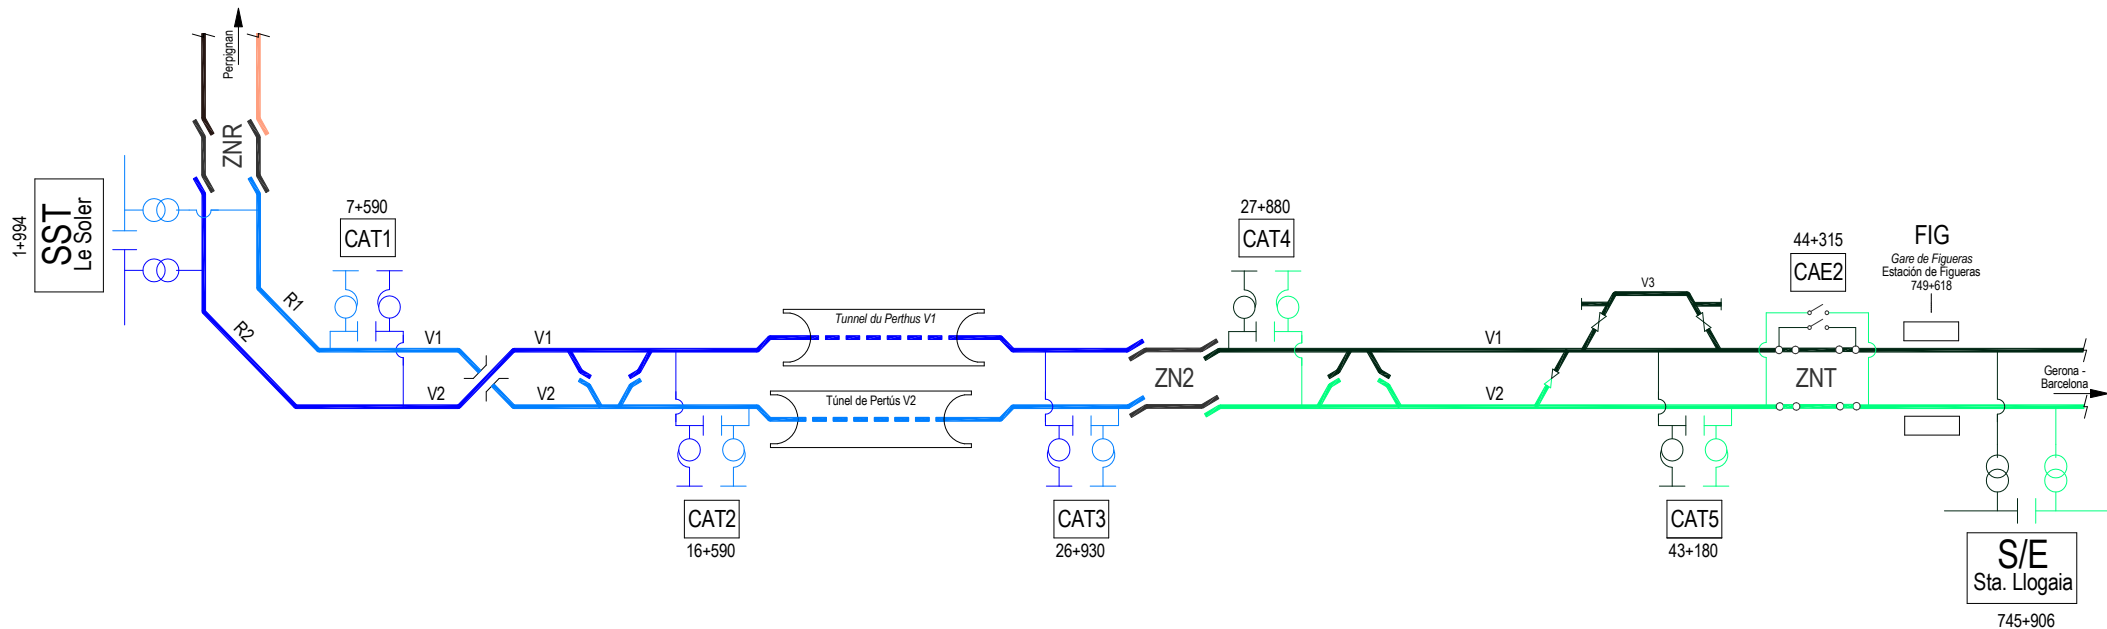 Perpignan
ZNR
1+994
SST
Le Soler
R1
R2
7+590
CAT1
V1
V2
V1
V2
CAT2
16+590
Tunnel du Perthus V1
Túnel de Pertús V2
CAT3
26+930
ZN2
27+880
CAT4
V1
V2
V3
CAT5
43+180
44+315
CAE2
ZNT
FIG
Gare de Figueras
Estación de Figueras
749+618
Gerona -
Barcelona
S/E
Sta. Llogaia
745+906